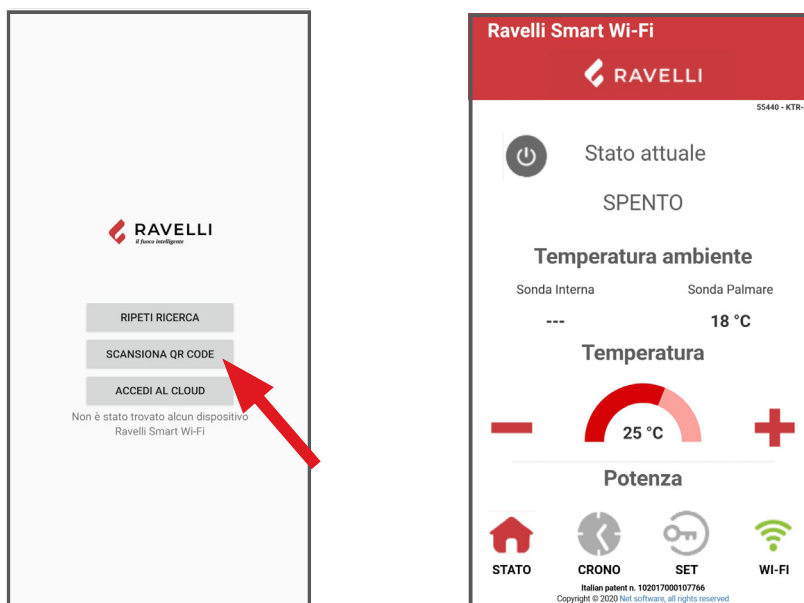 RAVELLI
il fuoco intelligente
RIPETI RICERCA
SCANSIONA QR CODE
ACCEDI AL CLOUD
Non è stato trovato alcun dispositivo
Ravelli Smart Wi-Fi
Ravelli Smart Wi-Fi
RAVELLI
55440 - KTR-
Stato attuale
SPENTO
Temperatura ambiente
Sonda Interna Sonda Palmare
--- 18 °C
Temperatura
25 °C
Potenza
STATO CRONO SET WI-FI
Italian patent n. 102017000107766
Copyright © 2020 Net software, all rights reserved